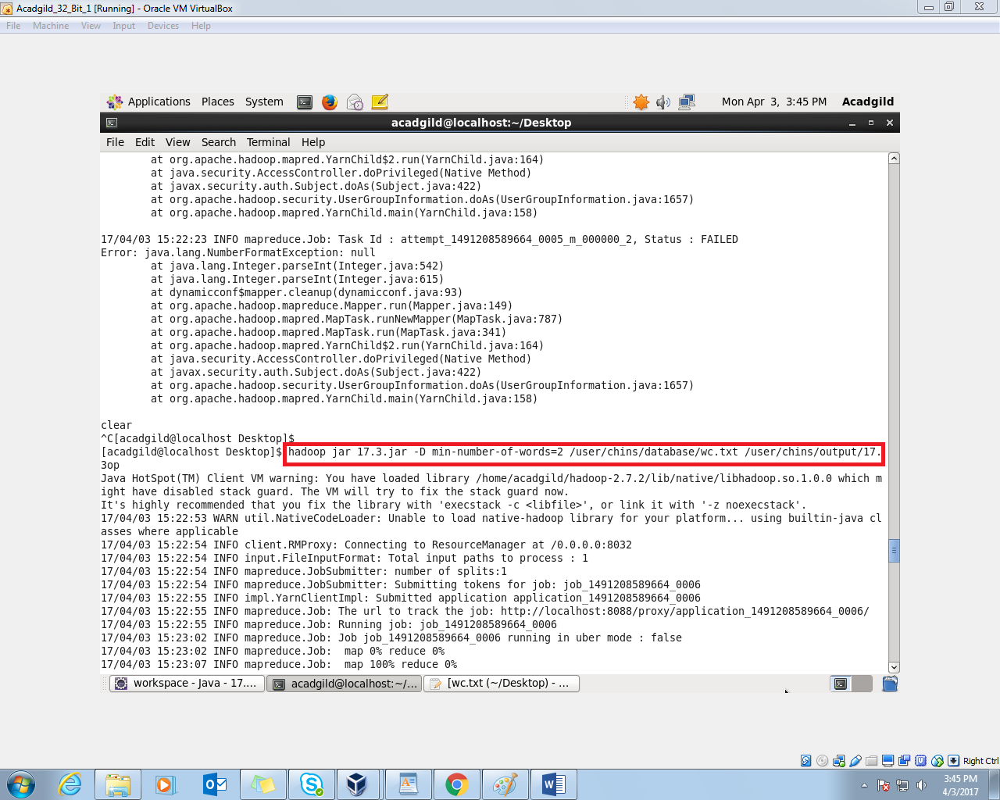 Acadgild_32_Bit_1 [Running] - Oracle VM VirtualBox
File Machine View Input Devices Help
Applications Places System Mon Apr 3, 3:45 PM Acadgild
acadgild@localhost:~/Desktop
File Edit View Search Terminal Help
at org.apache.hadoop.mapred.YarnChild$2.run(YarnChild.java:164)
at java.security.AccessController.doPrivileged(Native Method)
at javax.security.auth.Subject.doAs(Subject.java:422)
at org.apache.hadoop.security.UserGroupInformation.doAs(UserGroupInformation.java:1657)
at org.apache.hadoop.mapred.YarnChild.main(YarnChild.java:158)
17/04/03 15:22:23 INFO mapreduce.Job: Task Id : attempt_1491208589664_0005_m_000000_2, Status : FAILED
Error: java.lang.NumberFormatException: null
at java.lang.Integer.parseInt(Integer.java:542)
at java.lang.Integer.parseInt(Integer.java:615)
at dynamicconf$mapper.cleanup(dynamicconf.java:93)
at org.apache.hadoop.mapreduce.Mapper.run(Mapper.java:149)
at org.apache.hadoop.mapred.MapTask.runNewMapper(MapTask.java:787)
at org.apache.hadoop.mapred.MapTask.run(MapTask.java:341)
at org.apache.hadoop.mapred.YarnChild$2.run(YarnChild.java:164)
at java.security.AccessController.doPrivileged(Native Method)
at javax.security.auth.Subject.doAs(Subject.java:422)
at org.apache.hadoop.security.UserGroupInformation.doAs(UserGroupInformation.java:1657)
at org.apache.hadoop.mapred.YarnChild.main(YarnChild.java:158)
clear
^C[acadgild@localhost Desktop]$
[acadgild@localhost Desktop]$ hadoop jar 17.3.jar -D min-number-of-words=2 /user/chins/database/wc.txt /user/chins/output/17.
3op
Java HotSpot(TM) Client VM warning: You have loaded library /home/acadgild/hadoop-2.7.2/lib/native/libhadoop.so.1.0.0 which m
ight have disabled stack guard. The VM will try to fix the stack guard now.
It's highly recommended that you fix the library with 'execstack -c <libfile>', or link it with '-z noexecstack'.
17/04/03 15:22:53 WARN util.NativeCodeLoader: Unable to load native-hadoop library for your platform... using builtin-java cl
asses where applicable
17/04/03 15:22:54 INFO client.RMProxy: Connecting to ResourceManager at /0.0.0.0:8032
17/04/03 15:22:54 INFO input.FileInputFormat: Total input paths to process : 1
17/04/03 15:22:54 INFO mapreduce.JobSubmitter: number of splits:1
17/04/03 15:22:54 INFO mapreduce.JobSubmitter: Submitting tokens for job: job_1491208589664_0006
17/04/03 15:22:55 INFO impl.YarnClientImpl: Submitted application application_1491208589664_0006
17/04/03 15:22:55 INFO mapreduce.Job: The url to track the job: http://localhost:8088/proxy/application_1491208589664_0006/
17/04/03 15:22:55 INFO mapreduce.Job: Running job: job_1491208589664_0006
17/04/03 15:23:02 INFO mapreduce.Job: Job job_1491208589664_0006 running in uber mode : false
17/04/03 15:23:02 INFO mapreduce.Job:  map 0% reduce 0%
17/04/03 15:23:07 INFO mapreduce.Job:  map 100% reduce 0%
workspace - Java - 17.... acadgild@localhost:~/... [wc.txt (~/Desktop) - ...
Right Ctrl
3:45 PM
4/3/2017